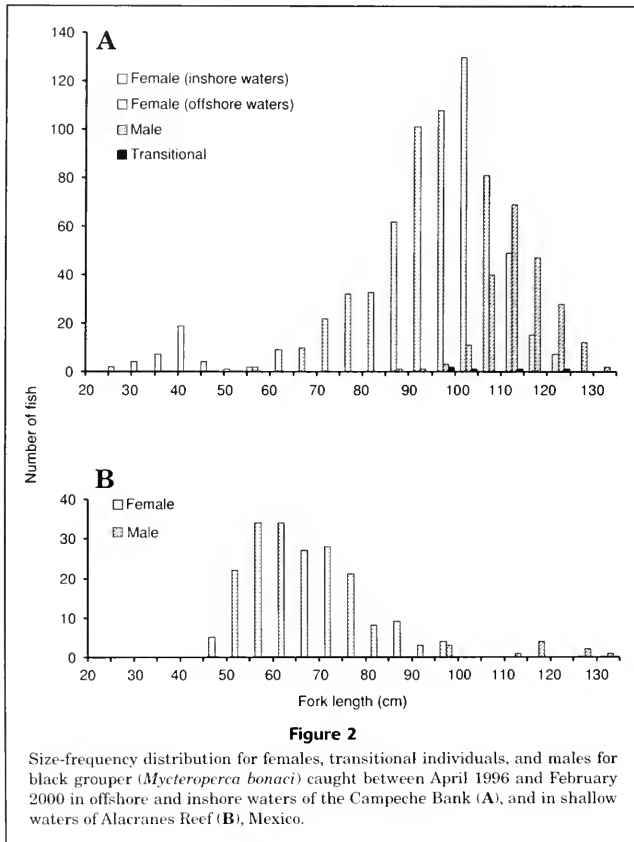 A
140
120
100
80
60
40
20
0
□ Female (inshore waters)
□ Female (offshore waters)
Male
■ Transitional
20 30 40 50 60 70 80 90 100 110 120 130
Number of fish
B
40
30
20
10
0
□ Female
Male
20 30 40 50 60 70 80 90 100 110 120 130
Fork length (cm)
Figure 2
Size-frequency distribution for females, transitional individuals, and males for
black grouper (Mycteroperca bonaci) caught between April 1996 and February
2000 in offshore and inshore waters of the Campeche Bank (A), and in shallow
waters of Alacranes Reef (B), Mexico.